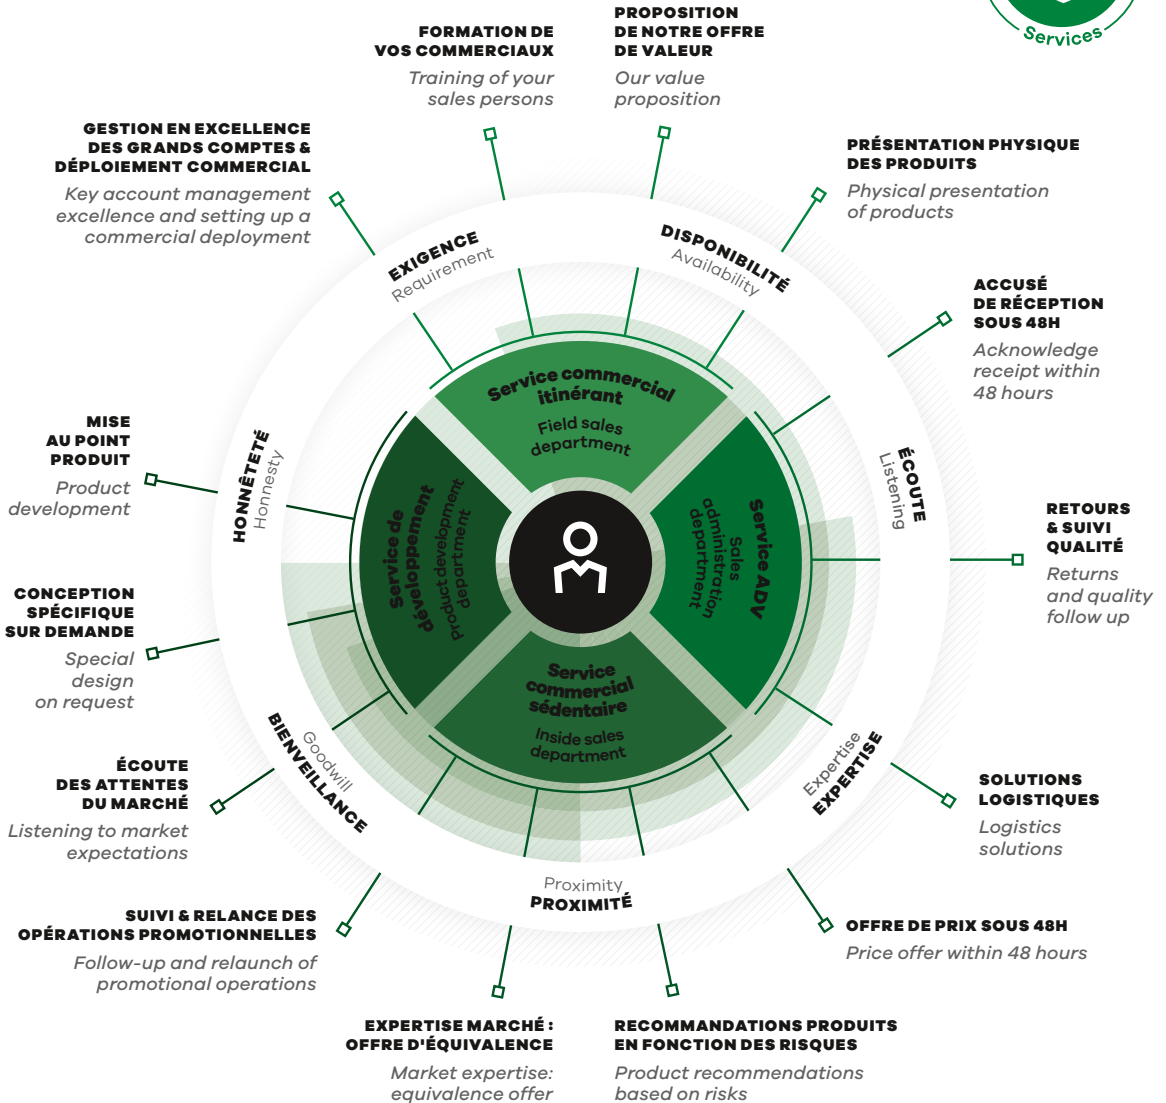 Services
FORMATION DE
VOS COMMERCIAUX
Training of your
sales persons
PROPOSITION
DE NOTRE OFFRE
DE VALEUR
Our value
proposition
GESTION EN EXCELLENCE
DES GRANDS COMPTES &
DÉPLOIEMENT COMMERCIAL
Key account management
excellence and setting up a
commercial deployment
PRÉSENTATION PHYSIQUE
DES PRODUITS
Physical presentation
of products
EXIGENCE
Requirement
DISPONIBILITÉ
Availability
ACCUSÉ
DE RÉCEPTION
SOUS 48H
Acknowledge
receipt within
48 hours
Service commercial
itinérant
Field sales
department
MISE
AU POINT
PRODUIT
Product
development
HONNÊTETÉ
Honnesty
ÉCOUTE
Listening
Service de
développement
Product development
department
Service ADV
Sales
administration
department
RETOURS
& SUIVI
QUALITÉ
Returns
and quality
follow up
CONCEPTION
SPÉCIFIQUE
SUR DEMANDE
Special
design
on request
Service
commercial
sédentaire
Inside sales
department
BIENVEILLANCE
Goodwill
Expertise
EXPERTISE
ÉCOUTE
DES ATTENTES
DU MARCHÉ
Listening to market
expectations
SOLUTIONS
LOGISTIQUES
Logistics
solutions
Proximity
PROXIMITÉ
SUIVI & RELANCE DES
OPÉRATIONS PROMOTIONNELLES
Follow-up and relaunch of
promotional operations
OFFRE DE PRIX SOUS 48H
Price offer within 48 hours
EXPERTISE MARCHÉ :
OFFRE D'ÉQUIVALENCE
Market expertise:
equivalence offer
RECOMMANDATIONS PRODUITS
EN FONCTION DES RISQUES
Product recommendations
based on risks